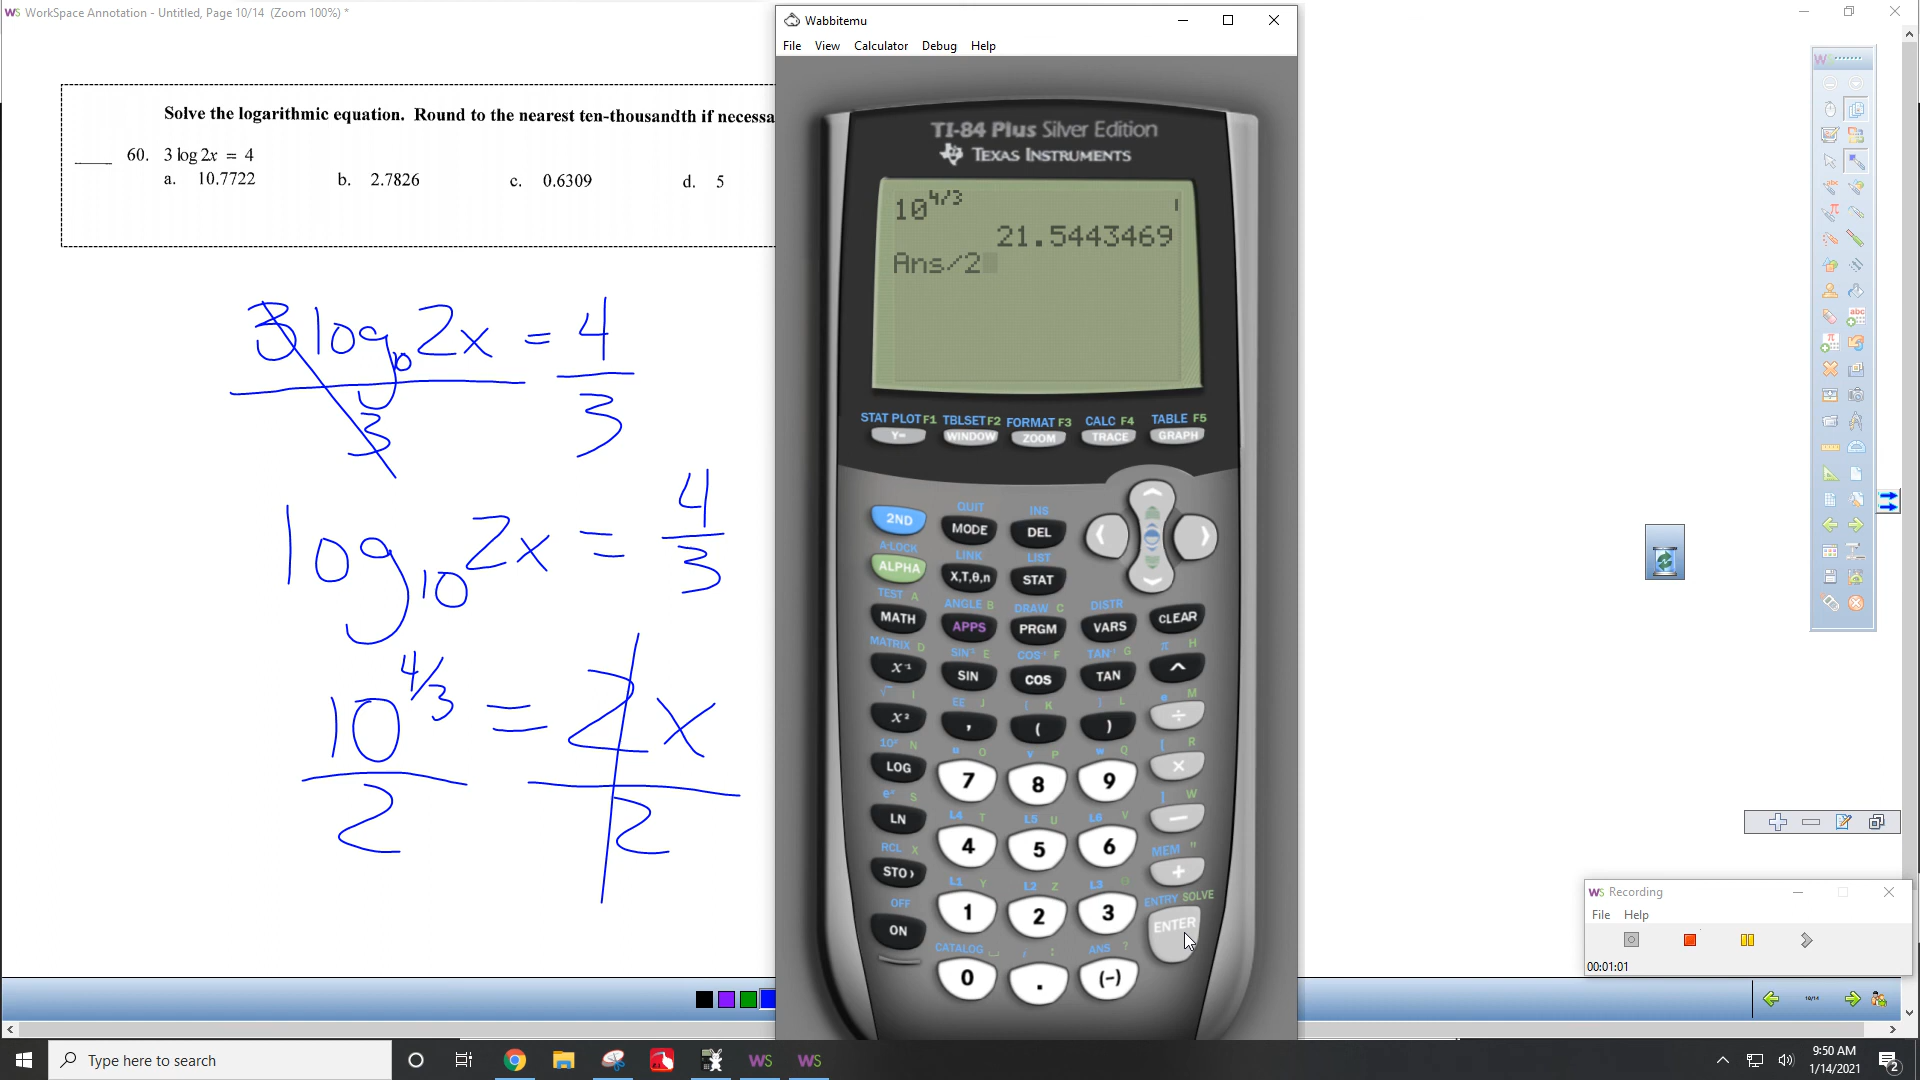 WorkSpace Annotation - Untitled, Page 10/14 (Zoom 100%) *
Solve the logarithmic equation. Round to the nearest ten-thousandth if necessa
60. 3 log 2x = 4
a. 10.7722 b. 2.7826 c. 0.6309 d. 5
3 log10 2x = 4
3 3
log10 2x = 4/3
10^4/3 = 2x
2 2
Wabbitemu
File View Calculator Debug Help
TI-84 Plus Silver Edition
TEXAS INSTRUMENTS
10^4/3
21.5443469
Ans/2
STAT PLOT F1 TBLSET F2 FORMAT F3 CALC F4 TABLE F5
Y= WINDOW ZOOM TRACE GRAPH
QUIT INS
2ND MODE DEL
A-LOCK LINK LIST
ALPHA X,T,θ,n STAT
TEST A ANGLE B DRAW C DISTR
MATH APPS PRGM VARS CLEAR
MATRIX D SIN⁻¹ E COS⁻¹ F TAN⁻¹ G π H
X⁻¹ SIN COS TAN ^
√ I EE J { K } L e M
X² , ( ) ÷
10ˣ N u O v P w Q [ R
LOG 7 8 9 ×
eˣ S L4 T L5 U L6 V ] W
LN 4 5 6 −
RCL X L1 Y L2 Z L3 θ MEM "
STO› 1 2 3 +
OFF CATALOG i : ANS ? ENTRY SOLVE
ON 0 . (-) ENTER
WS Recording
File Help
00:01:01
10/14
Type here to search
9:50 AM
1/14/2021
2